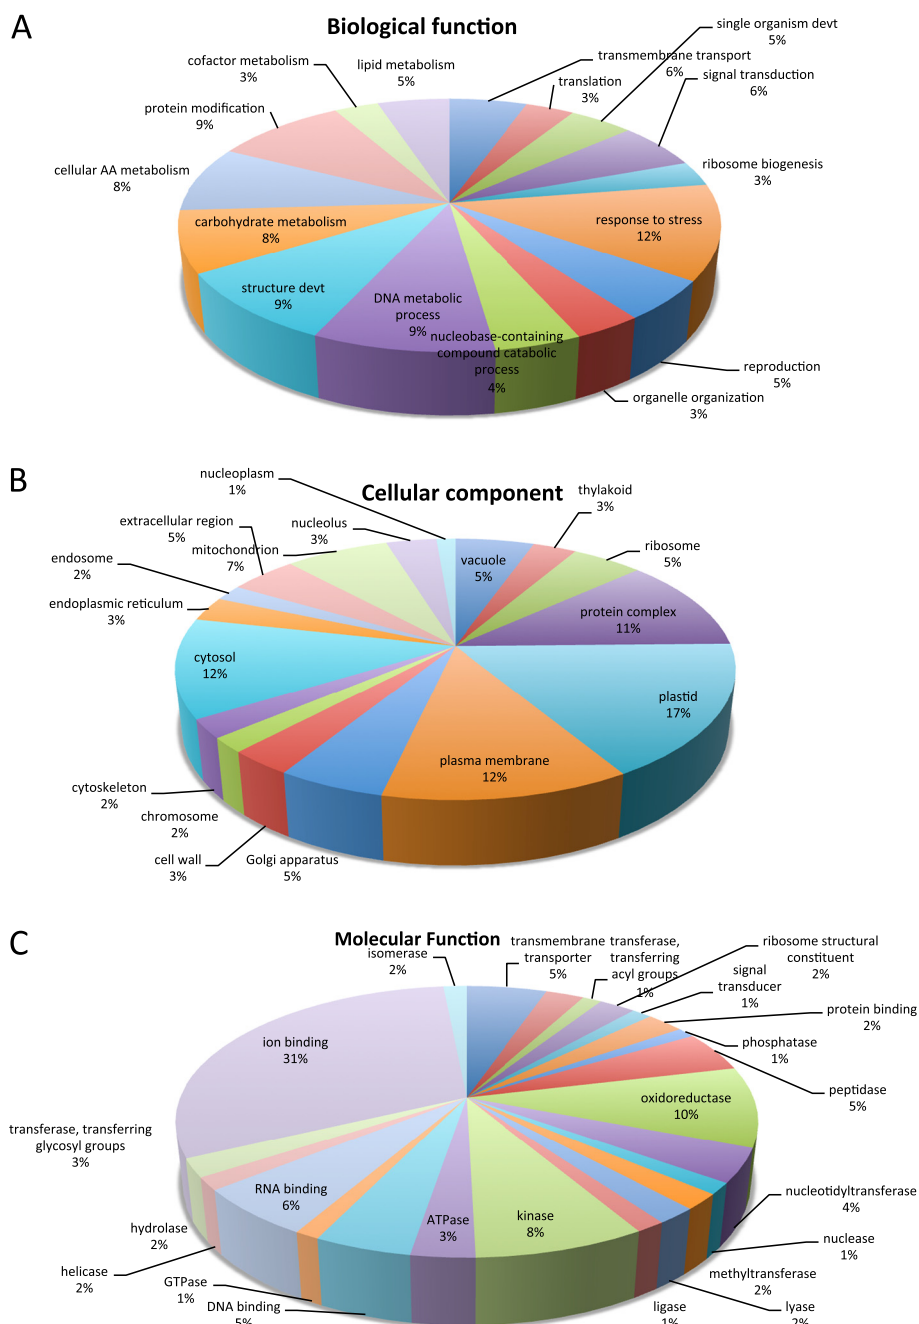 A
Biological function
single organism devt
5%
transmembrane transport
6%
translation
3%
signal transduction
6%
ribosome biogenesis
3%
response to stress
12%
reproduction
5%
organelle organization
3%
nucleobase-containing
compound catabolic
process
4%
DNA metabolic
process
9%
structure devt
9%
carbohydrate metabolism
8%
cellular AA metabolism
8%
protein modification
9%
cofactor metabolism
3%
lipid metabolism
5%
B
Cellular component
nucleoplasm
1%
thylakoid
3%
vacuole
5%
ribosome
5%
protein complex
11%
plastid
17%
plasma membrane
12%
Golgi apparatus
5%
cell wall
3%
chromosome
2%
cytoskeleton
2%
cytosol
12%
endoplasmic reticulum
3%
endosome
2%
extracellular region
5%
mitochondrion
7%
nucleolus
3%
C
Molecular Function
isomerase
2%
transmembrane
transporter
5%
transferase,
transferring
acyl groups
1%
ribosome structural
constituent
2%
signal
transducer
1%
protein binding
2%
phosphatase
1%
peptidase
5%
oxidoreductase
10%
nucleotidyltransferase
4%
nuclease
1%
methyltransferase
2%
lyase
2%
ligase
1%
kinase
8%
ATPase
3%
DNA binding
5%
GTPase
1%
RNA binding
6%
helicase
2%
hydrolase
2%
transferase, transferring
glycosyl groups
3%
ion binding
31%